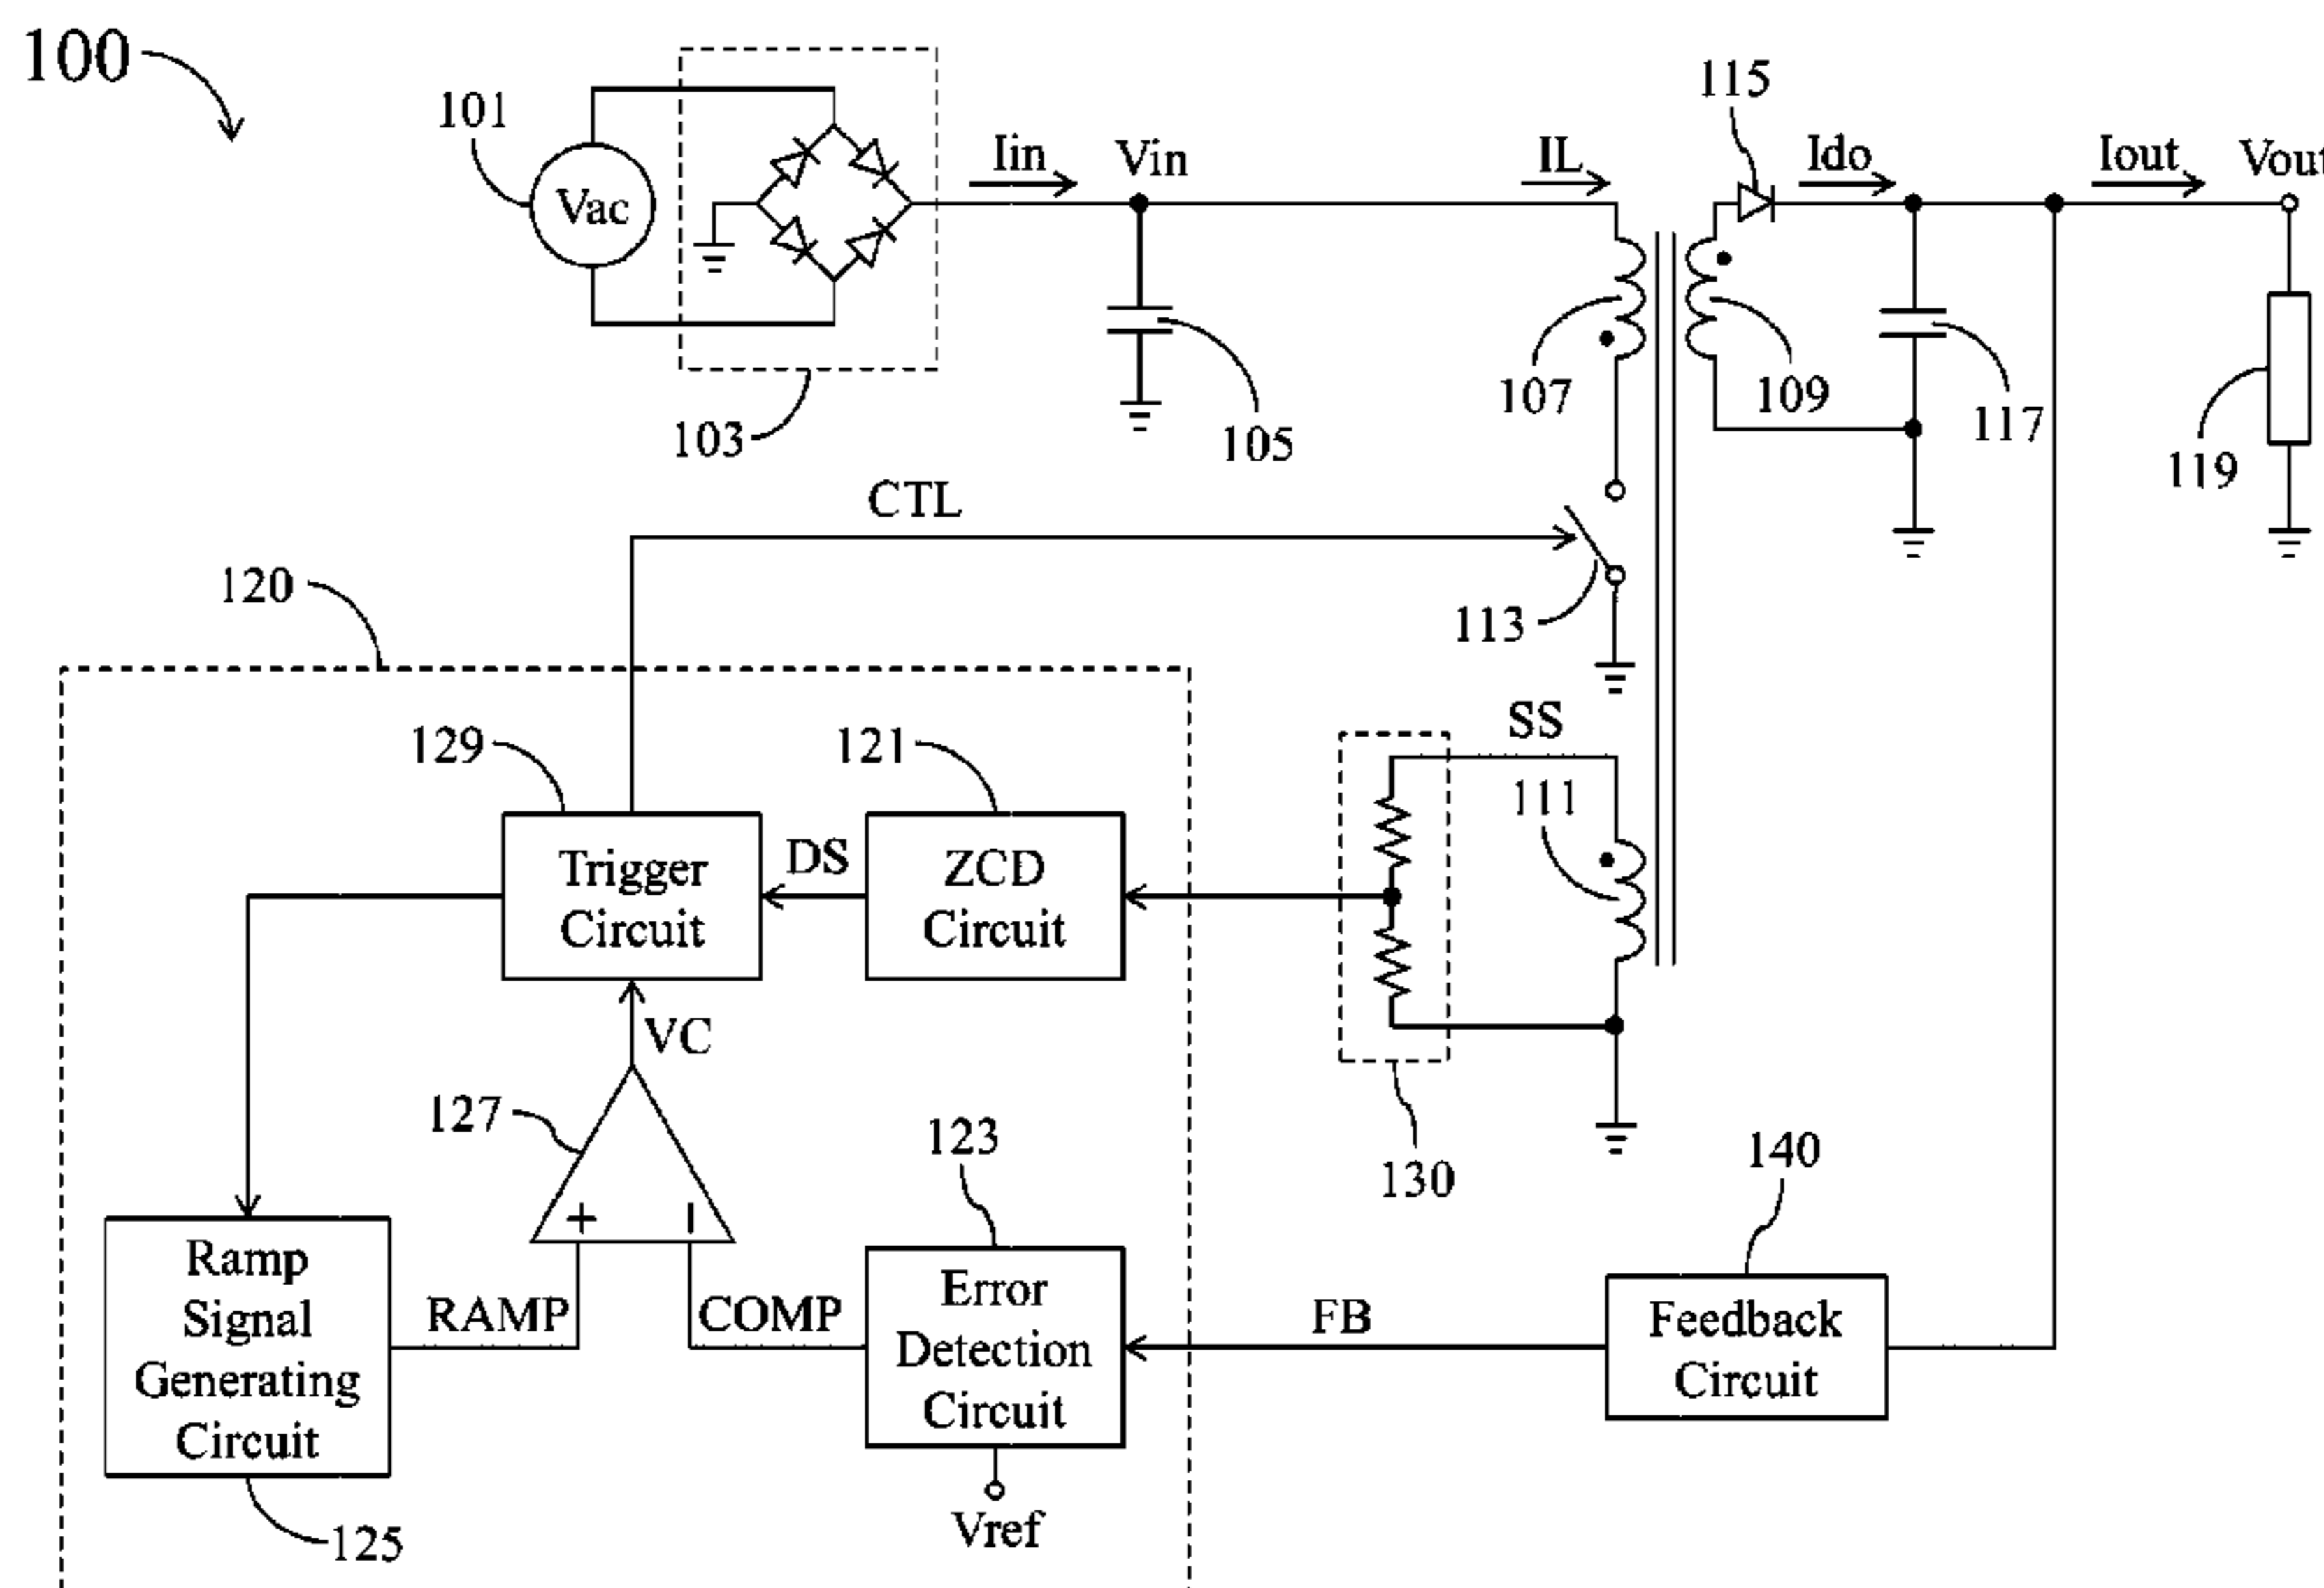 100
115
101
Iin
Vin
IL
Ido
Iout
Vout
Vac
103
105
107
109
117
119
CTL
120
113
SS
129
121
111
Trigger
Circuit
DS
ZCD
Circuit
VC
127
123
130
140
Ramp
Signal
Generating
Circuit
RAMP
+
−
COMP
Error
Detection
Circuit
FB
Feedback
Circuit
Vref
125